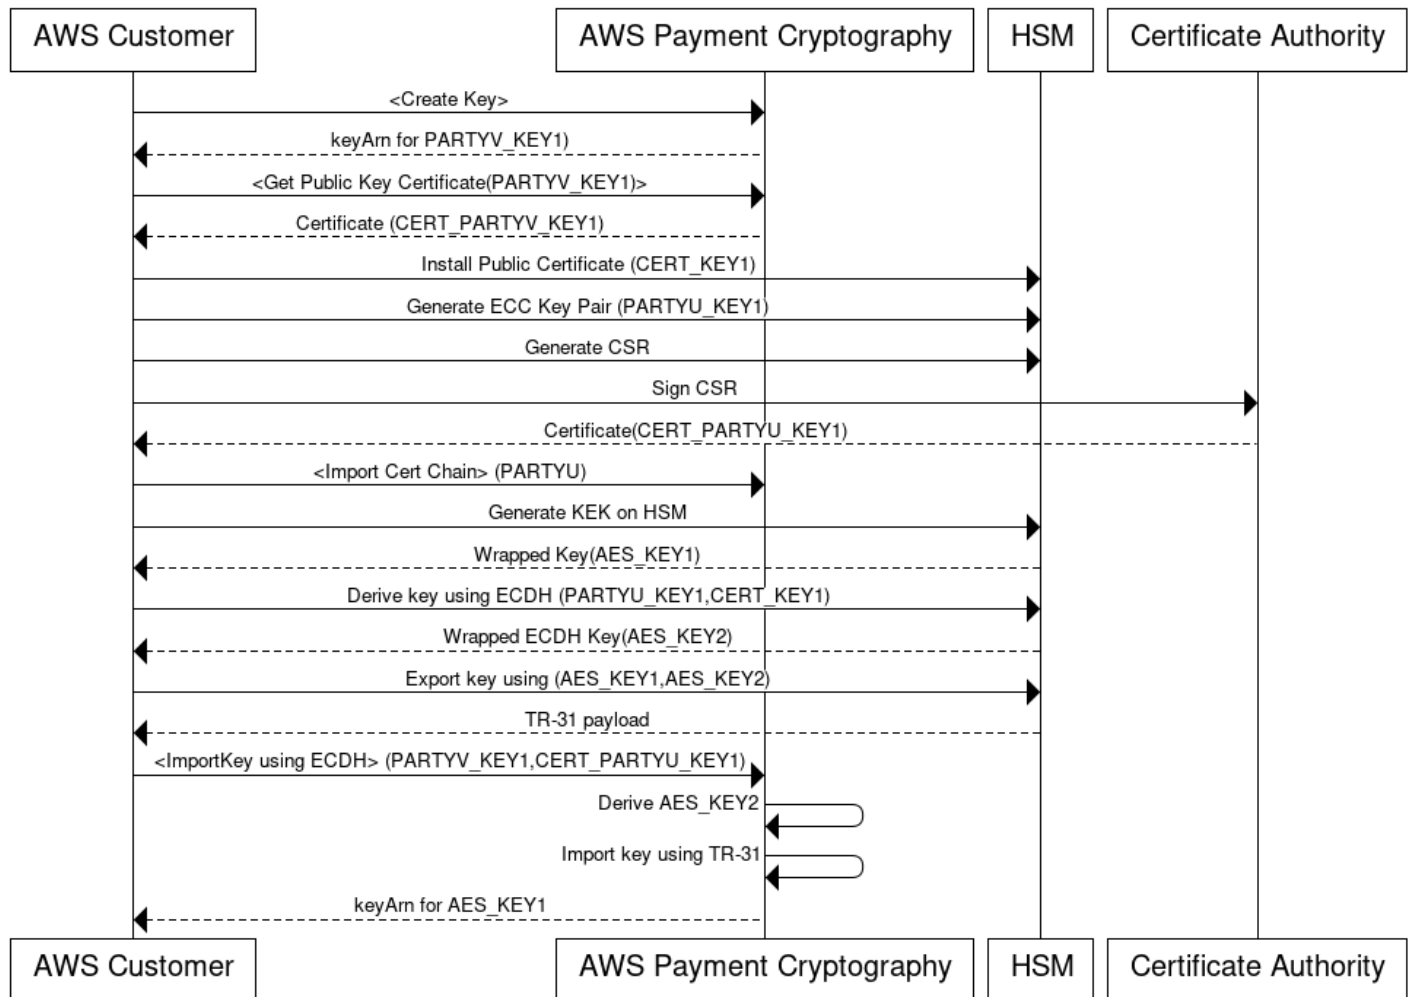 AWS Customer
AWS Payment Cryptography
HSM
Certificate Authority
<Create Key>
keyArn for PARTYV_KEY1)
<Get Public Key Certificate(PARTYV_KEY1)>
Certificate (CERT_PARTYV_KEY1)
Install Public Certificate (CERT_KEY1)
Generate ECC Key Pair (PARTYU_KEY1)
Generate CSR
Sign CSR
Certificate(CERT_PARTYU_KEY1)
<Import Cert Chain> (PARTYU)
Generate KEK on HSM
Wrapped Key(AES_KEY1)
Derive key using ECDH (PARTYU_KEY1,CERT_KEY1)
Wrapped ECDH Key(AES_KEY2)
Export key using (AES_KEY1,AES_KEY2)
TR-31 payload
<ImportKey using ECDH> (PARTYV_KEY1,CERT_PARTYU_KEY1)
Derive AES_KEY2
Import key using TR-31
keyArn for AES_KEY1
AWS Customer
AWS Payment Cryptography
HSM
Certificate Authority